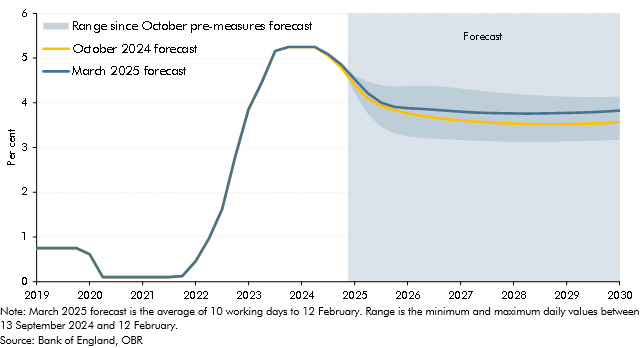 6
Range since October pre-measures forecast
Forecast
October 2024 forecast
5
March 2025 forecast
4
Per cent
3
2
1
0
2019 2020 2021 2022 2023 2024 2025 2026 2027 2028 2029 2030
Note: March 2025 forecast is the average of 10 working days to 12 February. Range is the minimum and maximum daily values between
13 September 2024 and 12 February.
Source: Bank of England, OBR